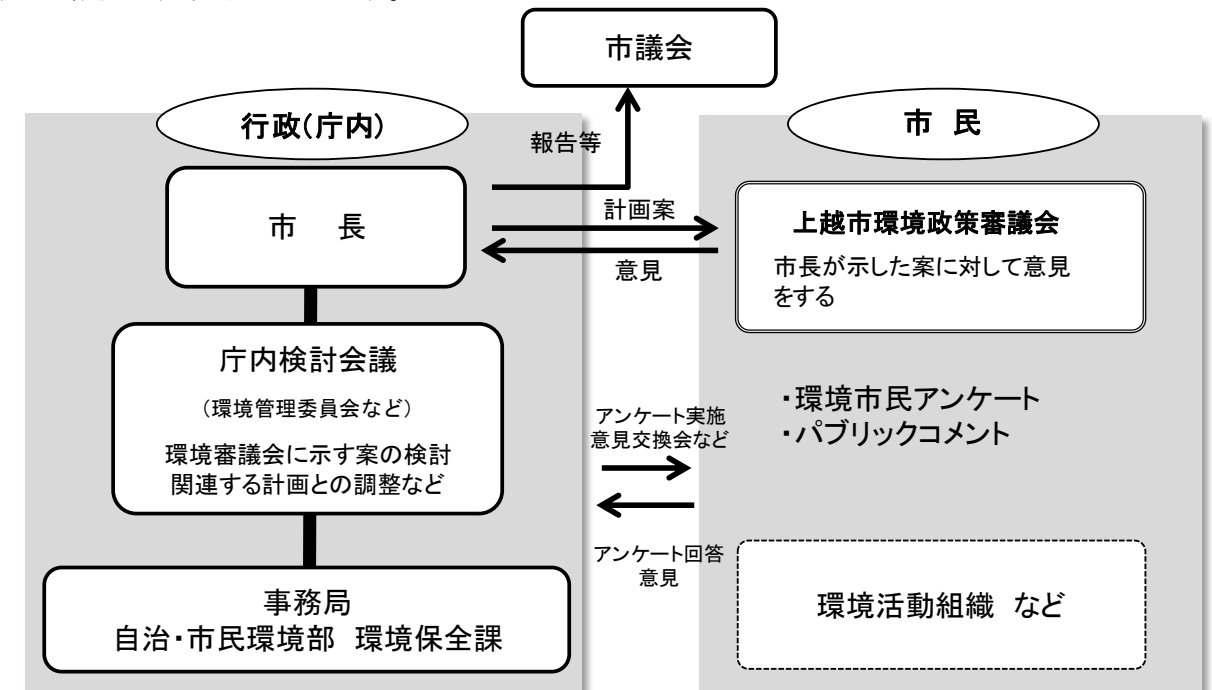 市議会
行政(庁内)
市 民
報告等
市 長
計画案
意見
上越市環境政策審議会
市長が示した案に対して意見
をする
庁内検討会議
(環境管理委員会など)
環境審議会に示す案の検討
関連する計画との調整など
アンケート実施
意見交換会など
・環境市民アンケート
・パブリックコメント
アンケート回答
意見
事務局
自治・市民環境部 環境保全課
環境活動組織 など